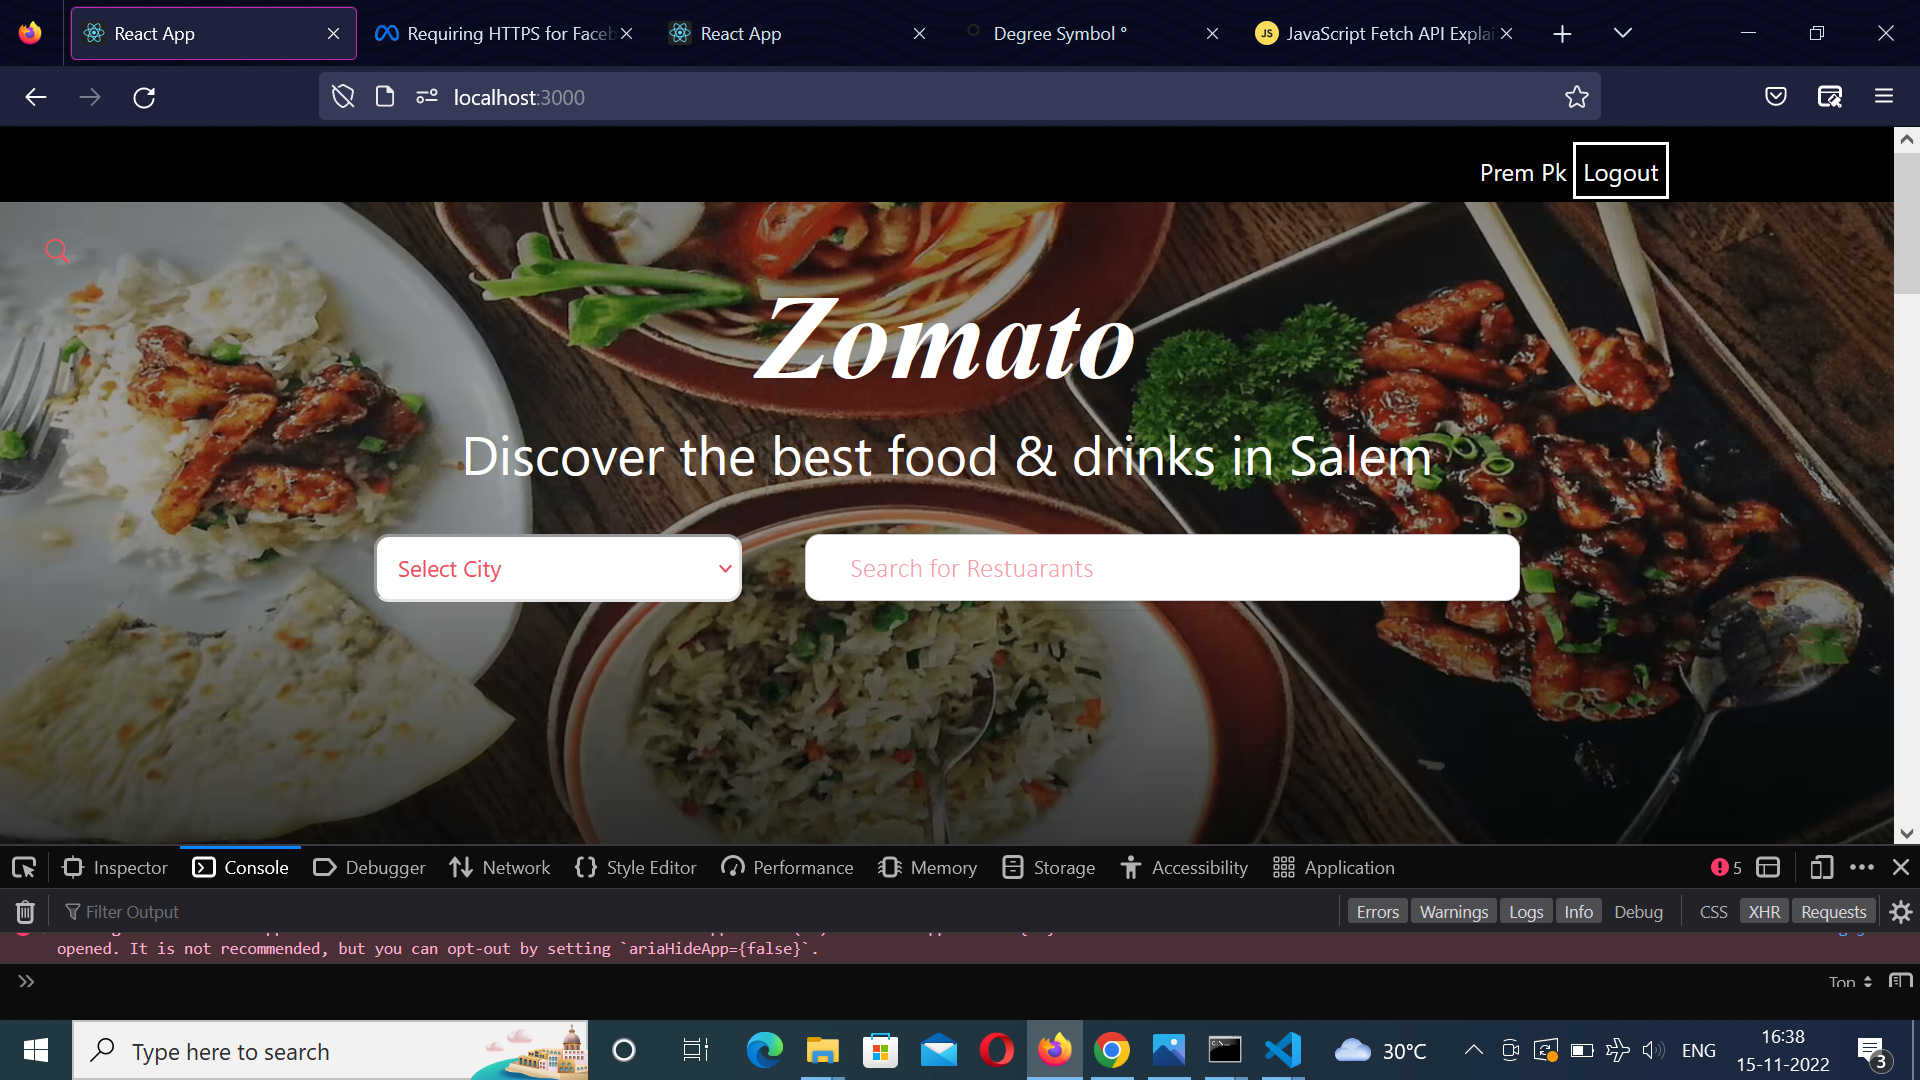 React App
Requiring HTTPS for Faceb
React App
Degree Symbol °
JavaScript Fetch API Explai
localhost:3000
Prem Pk Logout
Zomato
Discover the best food & drinks in Salem
Select City
Search for Restuarants
Inspector Console Debugger Network Style Editor Performance Memory Storage Accessibility Application 5
Filter Output Errors Warnings Logs Info Debug CSS XHR Requests
opened. It is not recommended, but you can opt-out by setting `ariaHideApp={false}`.
Top
Type here to search
30°C
ENG
16:38
15-11-2022
3